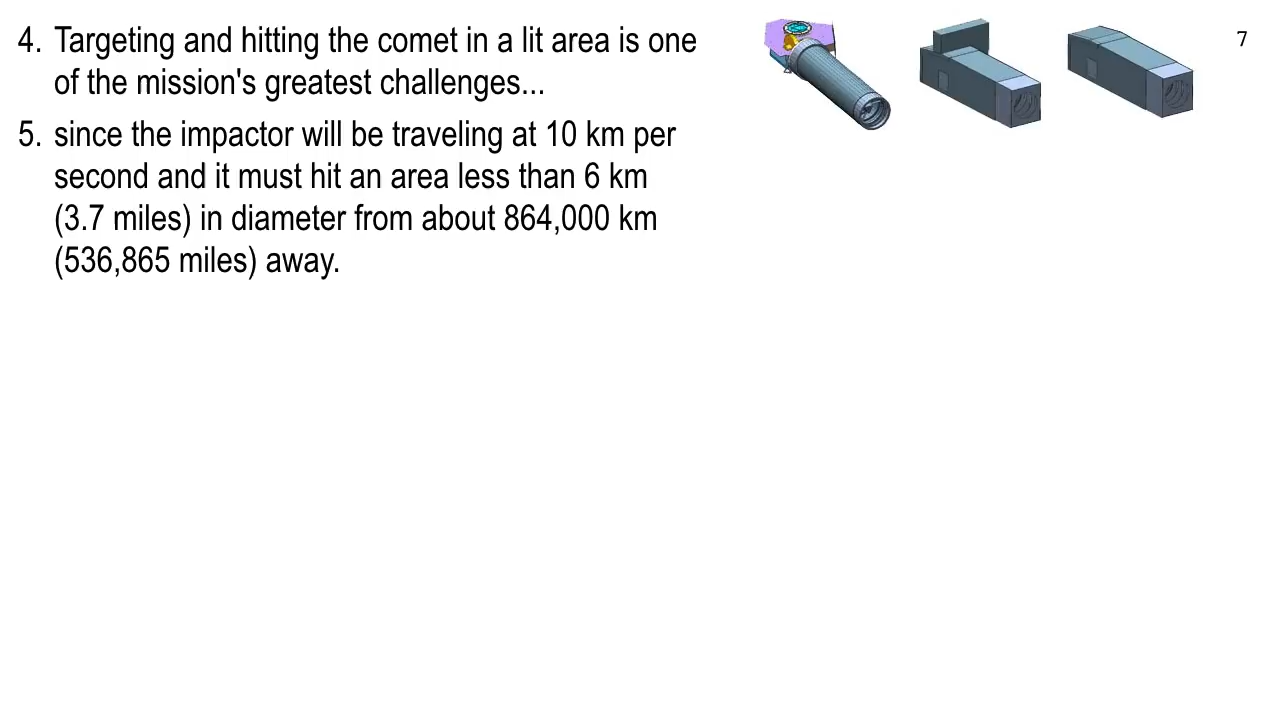 4. Targeting and hitting the comet in a lit area is one
of the mission's greatest challenges...
5. since the impactor will be traveling at 10 km per
second and it must hit an area less than 6 km
(3.7 miles) in diameter from about 864,000 km
(536,865 miles) away.
7